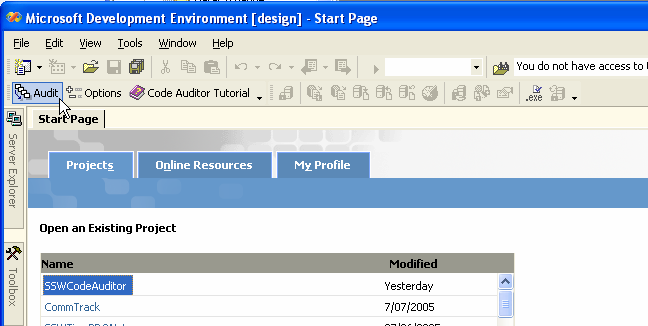 Microsoft Development Environment [design] - Start Page
File Edit View Tools Window Help
You do not have access to
Audit Options Code Auditor Tutorial .exe
Start Page
Server Explorer
Projects Online Resources My Profile
Open an Existing Project
Toolbox
Name Modified
SSWCodeAuditor Yesterday
CommTrack 7/07/2005